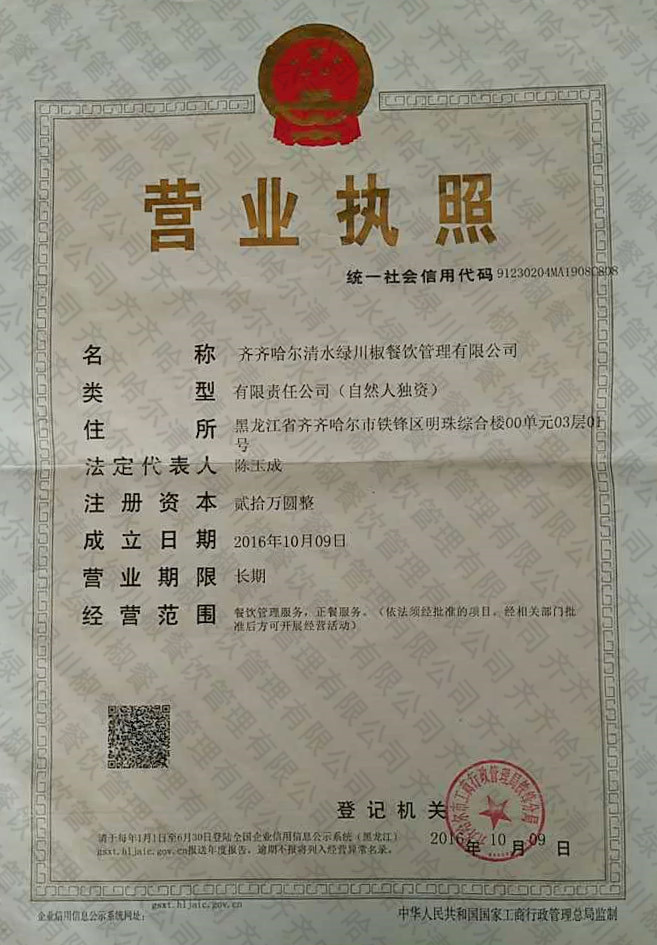 营业执照
统一社会信用代码 91230204MA1908C8D8
名称 齐齐哈尔清水绿川椒餐饮管理有限公司
类型 有限责任公司（自然人独资）
住所 黑龙江省齐齐哈尔市铁锋区明珠综合楼00单元03层01
号
法定代表人 陈玉成
注册资本 贰拾万圆整
成立日期 2016年10月09日
营业期限 长期
经营范围 餐饮管理服务，正餐服务。（依法须经批准的项目，经相关部门批
准后方可开展经营活动）
登记机关
请于每年1月1日至6月30日登陆全国企业信用信息公示系统（黑龙江）
gsxt.hljaic.gov.cn报送年度报告，逾期不报将列入经营异常名录。
2016年10月09日
gsxt.hljaic.gov.cn
企业信用信息公示系统网址：
中华人民共和国国家工商行政管理总局监制